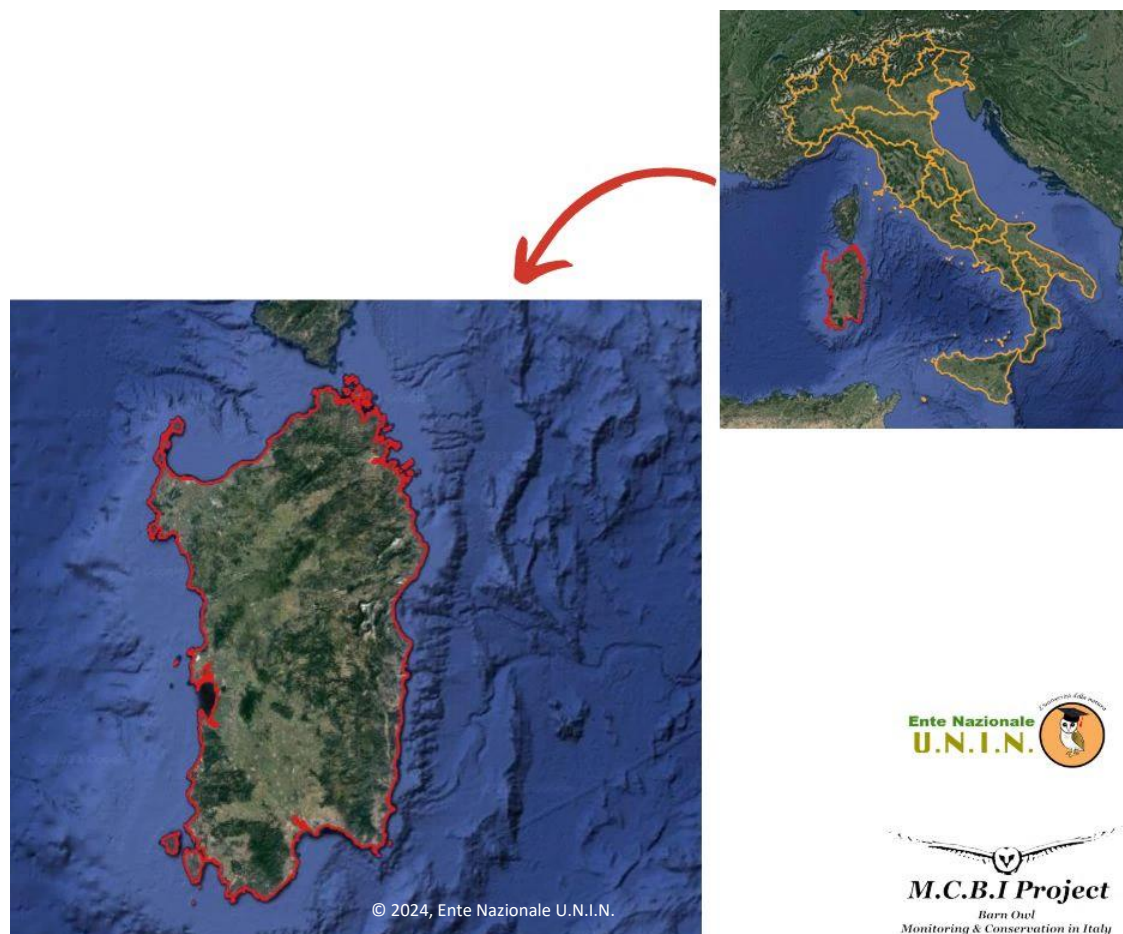 Ente Nazionale
U.N.I.N.
© 2024, Ente Nazionale U.N.I.N.
M.C.B.I Project
Barn Owl
Monitoring & Conservation in Italy